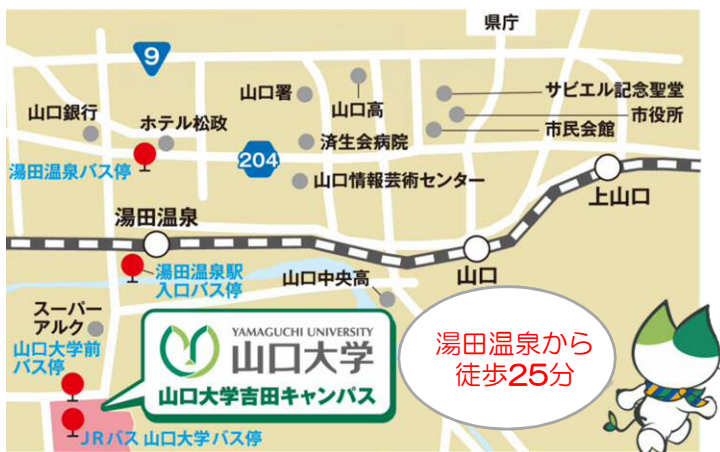 県庁
9
サビエル記念聖堂
山口署
山口高
市役所
山口銀行
ホテル松政
済生会病院
市民会館
204
湯田温泉バス停
山口情報芸術センター
上山口
湯田温泉
湯田温泉駅
入口バス停
山口
山口中央高
スーパー
アルク
山口大学前
バス停
YAMAGUCHI UNIVERSITY
山口大学
山口大学吉田キャンパス
湯田温泉から
徒歩25分
JRバス 山口大学バス停